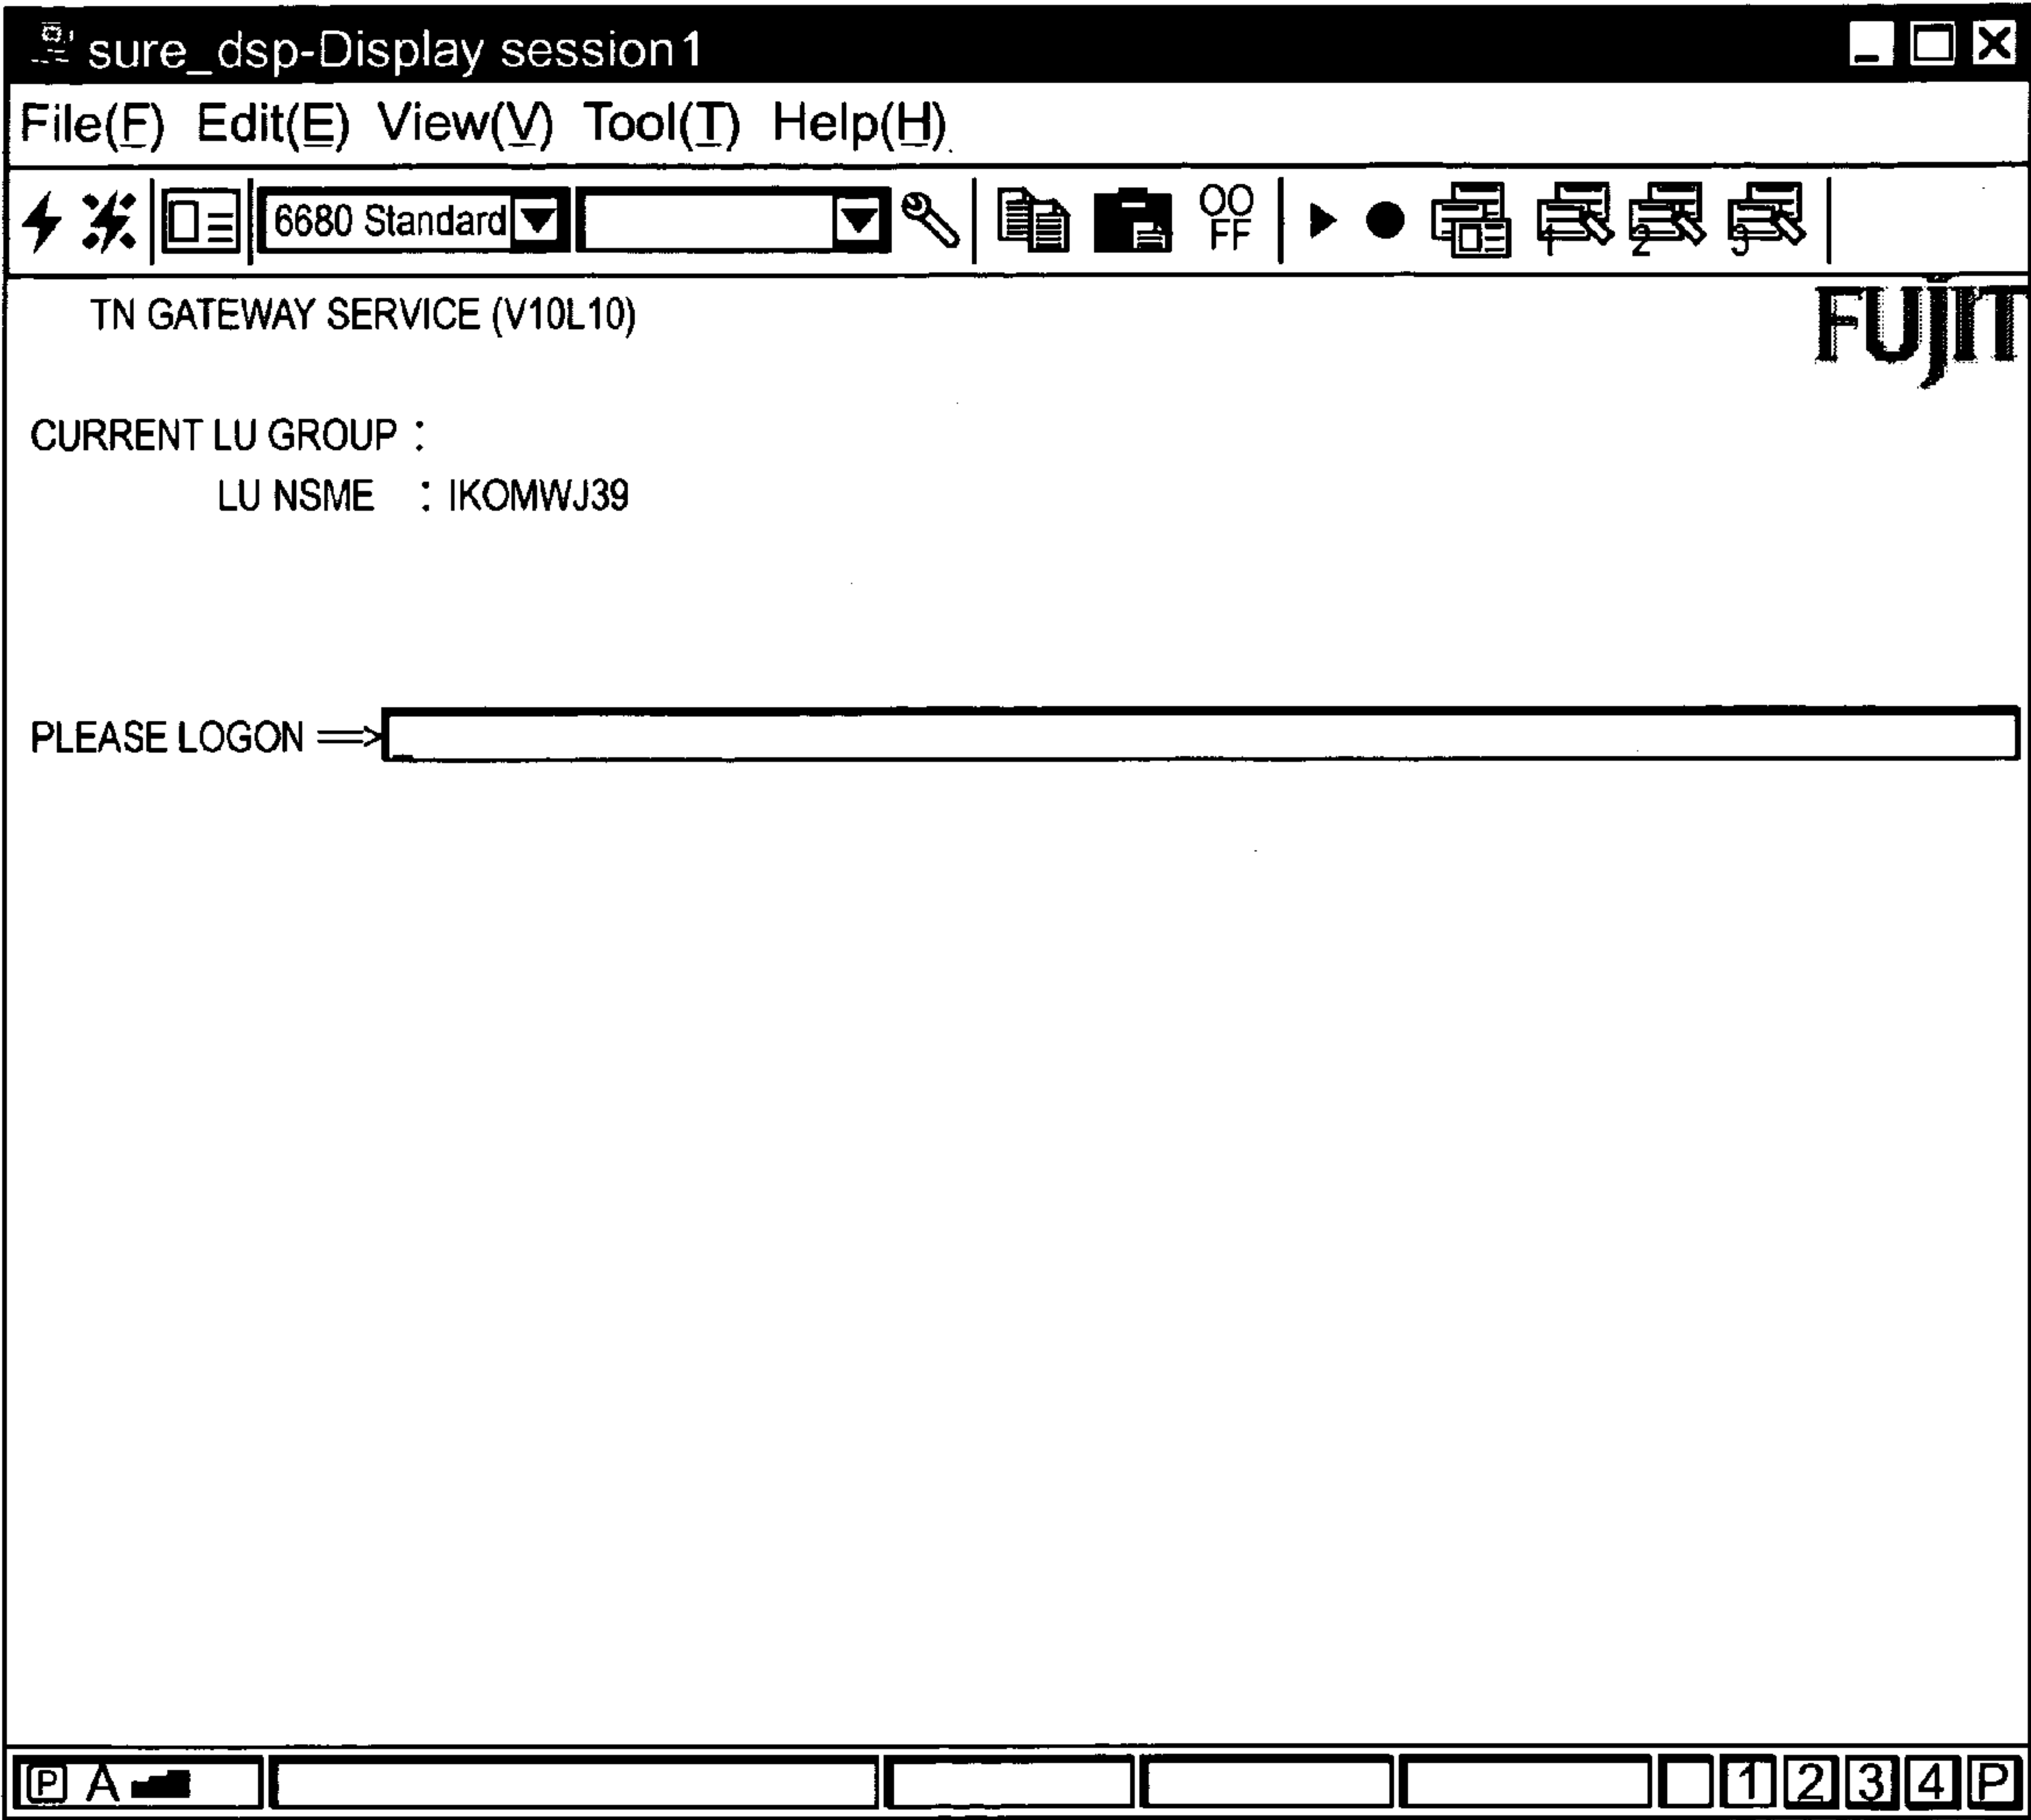 sure_dsp-Display session1
File(F) Edit(E) View(V) Tool(T) Help(H)
6680 Standard
OO
FF
1 2 3
TN GATEWAY SERVICE (V10L10)
FUJIT
CURRENT LU GROUP :
LU NSME : IKOMWJ39
PLEASE LOGON ⇒
P A
1 2 3 4 P